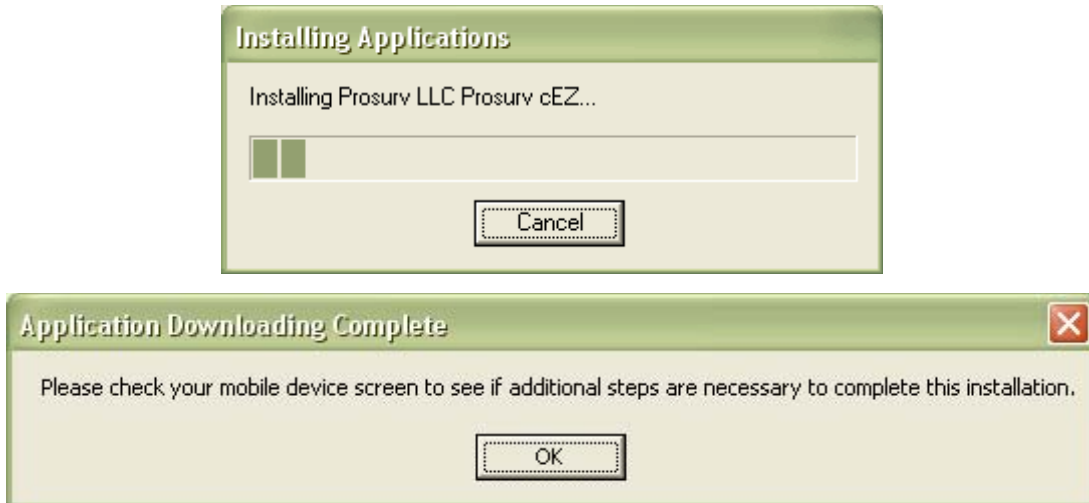 Installing Applications
Installing Prosurv LLC Prosurv cEZ...
Cancel
Application Downloading Complete
Please check your mobile device screen to see if additional steps are necessary to complete this installation.
OK